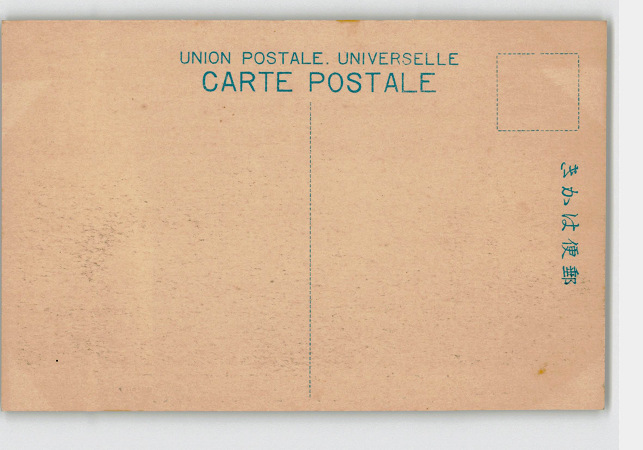 UNION POSTALE. UNIVERSELLE
CARTE POSTALE
きかは便郵